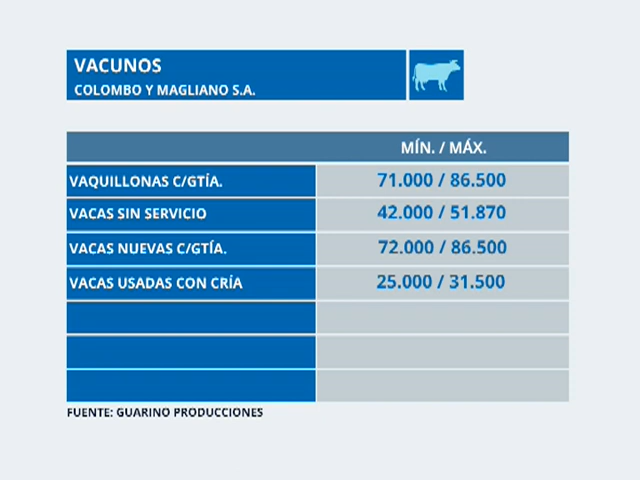 VACUNOS
COLOMBO Y MAGLIANO S.A.
MÍN. / MÁX.
VAQUILLONAS C/GTÍA. 71.000 / 86.500
VACAS SIN SERVICIO 42.000 / 51.870
VACAS NUEVAS C/GTÍA. 72.000 / 86.500
VACAS USADAS CON CRÍA 25.000 / 31.500
FUENTE: GUARINO PRODUCCIONES